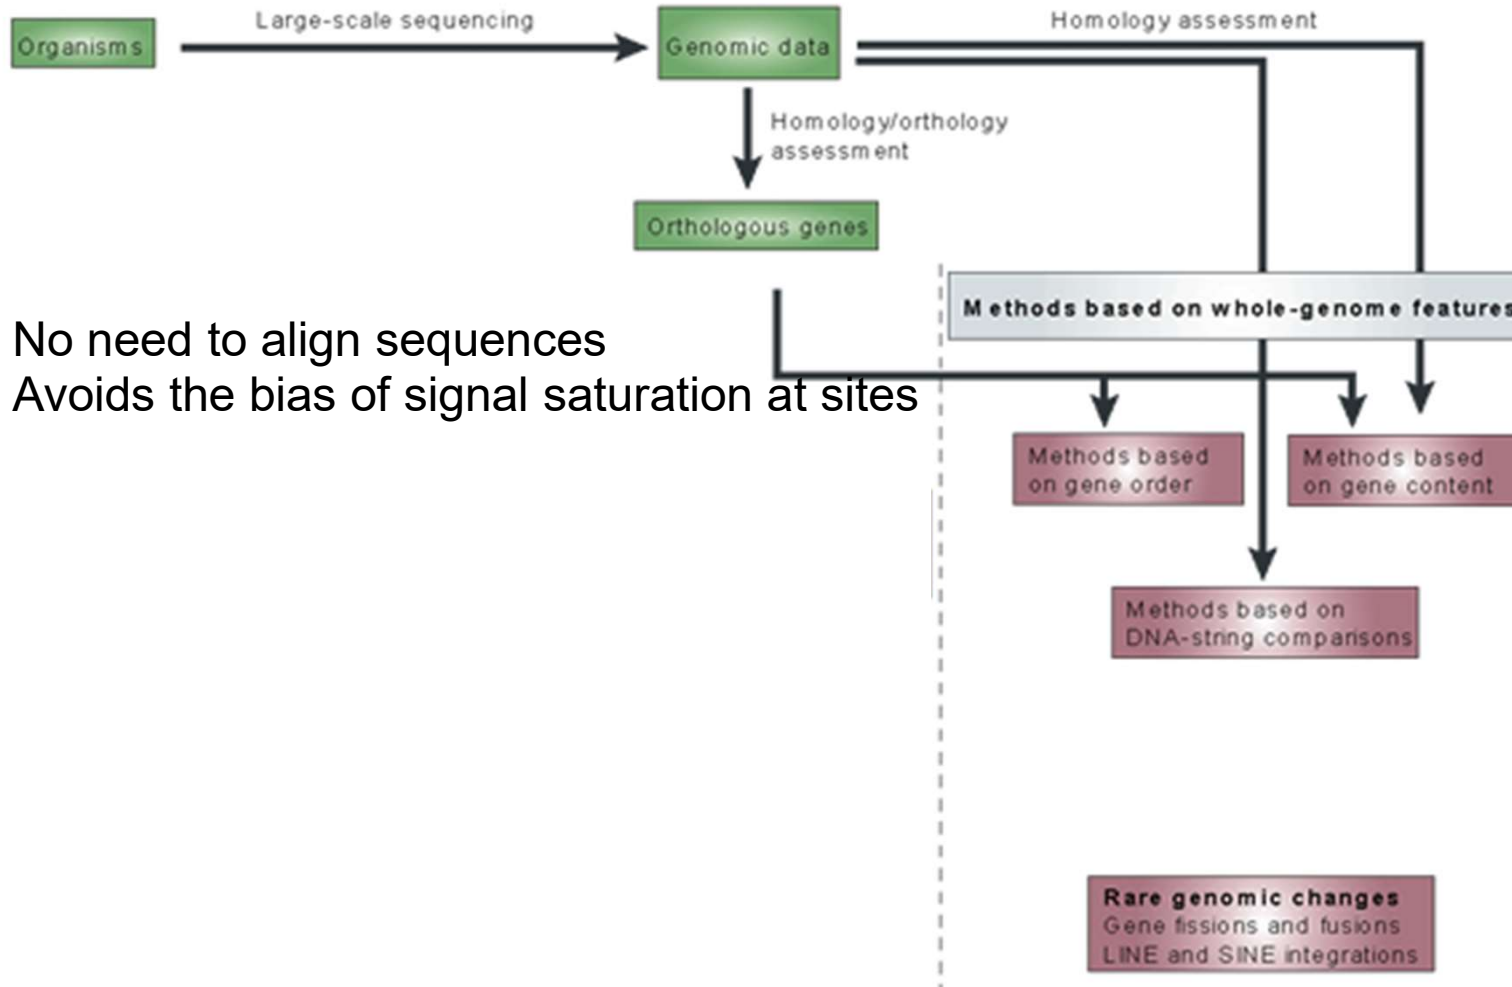 Large-scale sequencing
Homology assessment
Organisms
Genomic data
Homology/orthology
assessment
Orthologous genes
Methods based on whole-genome features
No need to align sequences
Avoids the bias of signal saturation at sites
Methods based
on gene order
Methods based
on gene content
Methods based on
DNA-string comparisons
Rare genomic changes
Gene fissions and fusions
LINE and SINE integrations